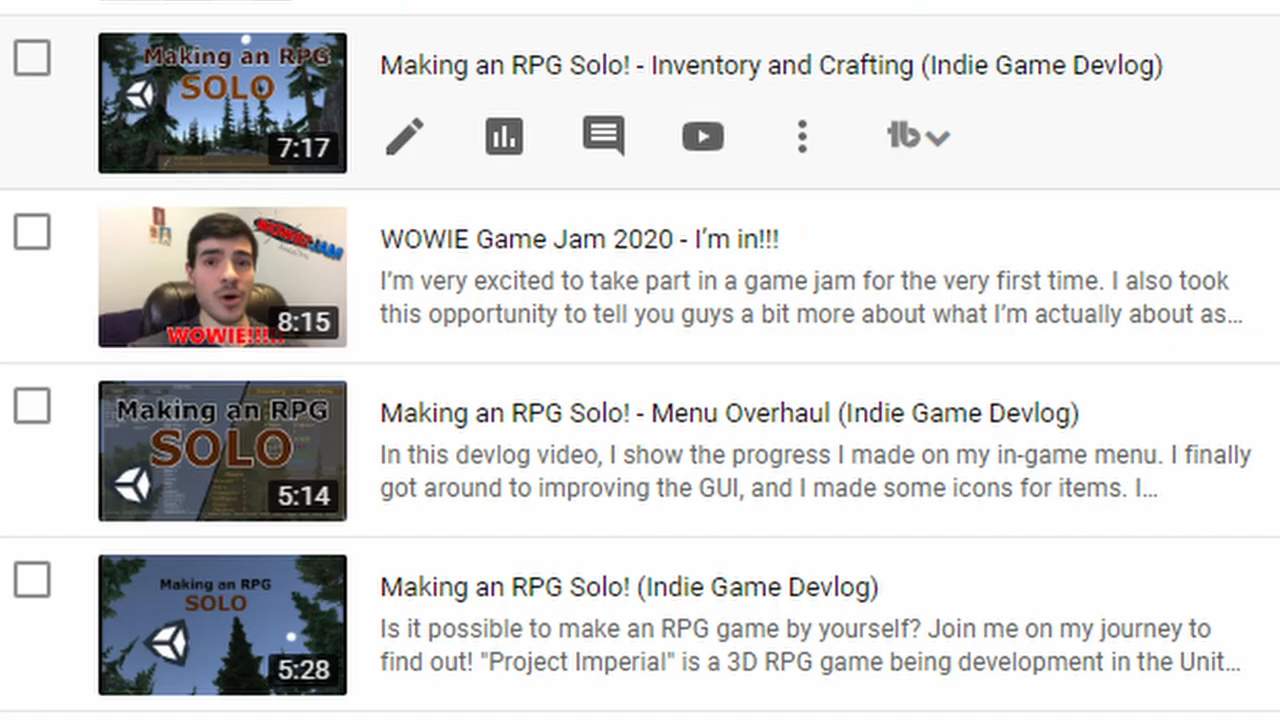 Making an RPG
SOLO
7:17
Making an RPG Solo! - Inventory and Crafting (Indie Game Devlog)
WOWIE JAM
WOWIE!!!!
8:15
WOWIE Game Jam 2020 - I'm in!!!
I'm very excited to take part in a game jam for the very first time. I also took
this opportunity to tell you guys a bit more about what I'm actually about as...
Making an RPG
SOLO
5:14
Making an RPG Solo! - Menu Overhaul (Indie Game Devlog)
In this devlog video, I show the progress I made on my in-game menu. I finally
got around to improving the GUI, and I made some icons for items. I...
Making an RPG
SOLO
5:28
Making an RPG Solo! (Indie Game Devlog)
Is it possible to make an RPG game by yourself? Join me on my journey to
find out! "Project Imperial" is a 3D RPG game being development in the Unit...